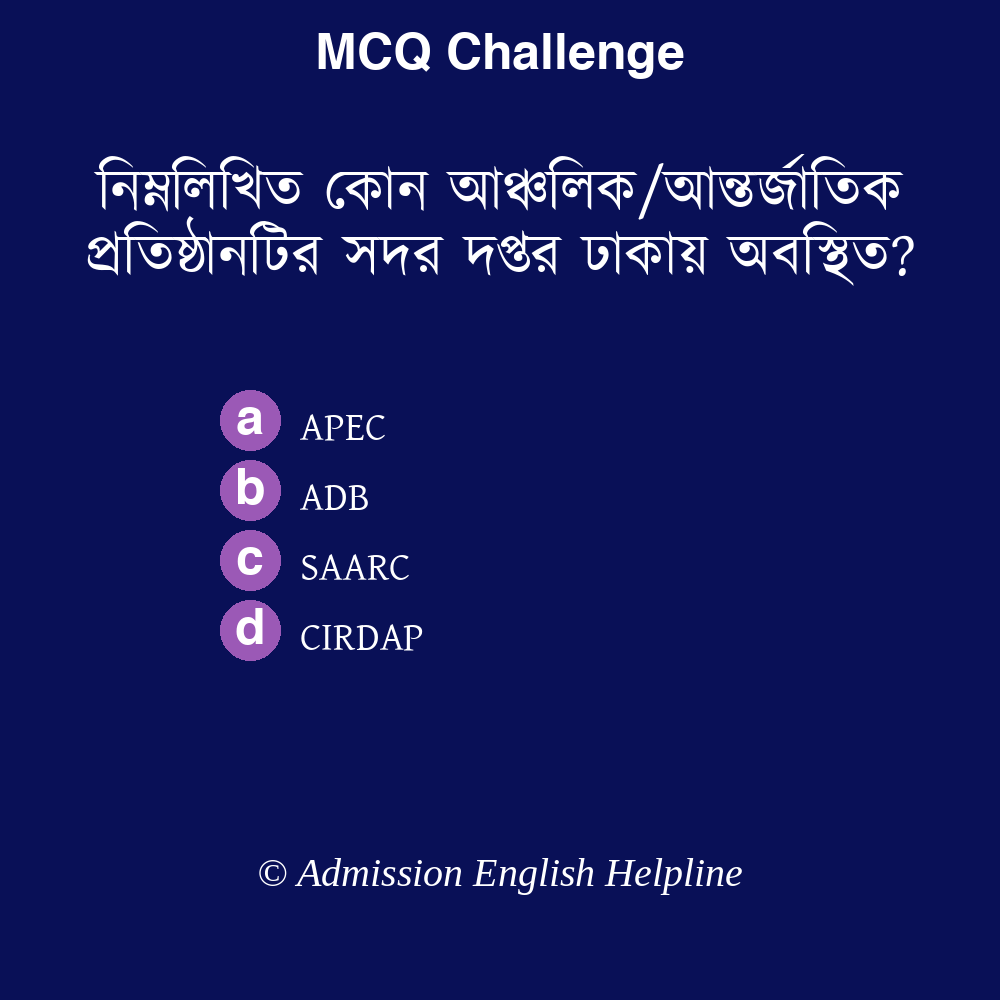 MCQ Challenge
নিম্নলিখিত কোন আঞ্চলিক/আন্তর্জাতিক
প্রতিষ্ঠানটির সদর দপ্তর ঢাকায় অবস্থিত?
a APEC
b ADB
c SAARC
d CIRDAP
© Admission English Helpline